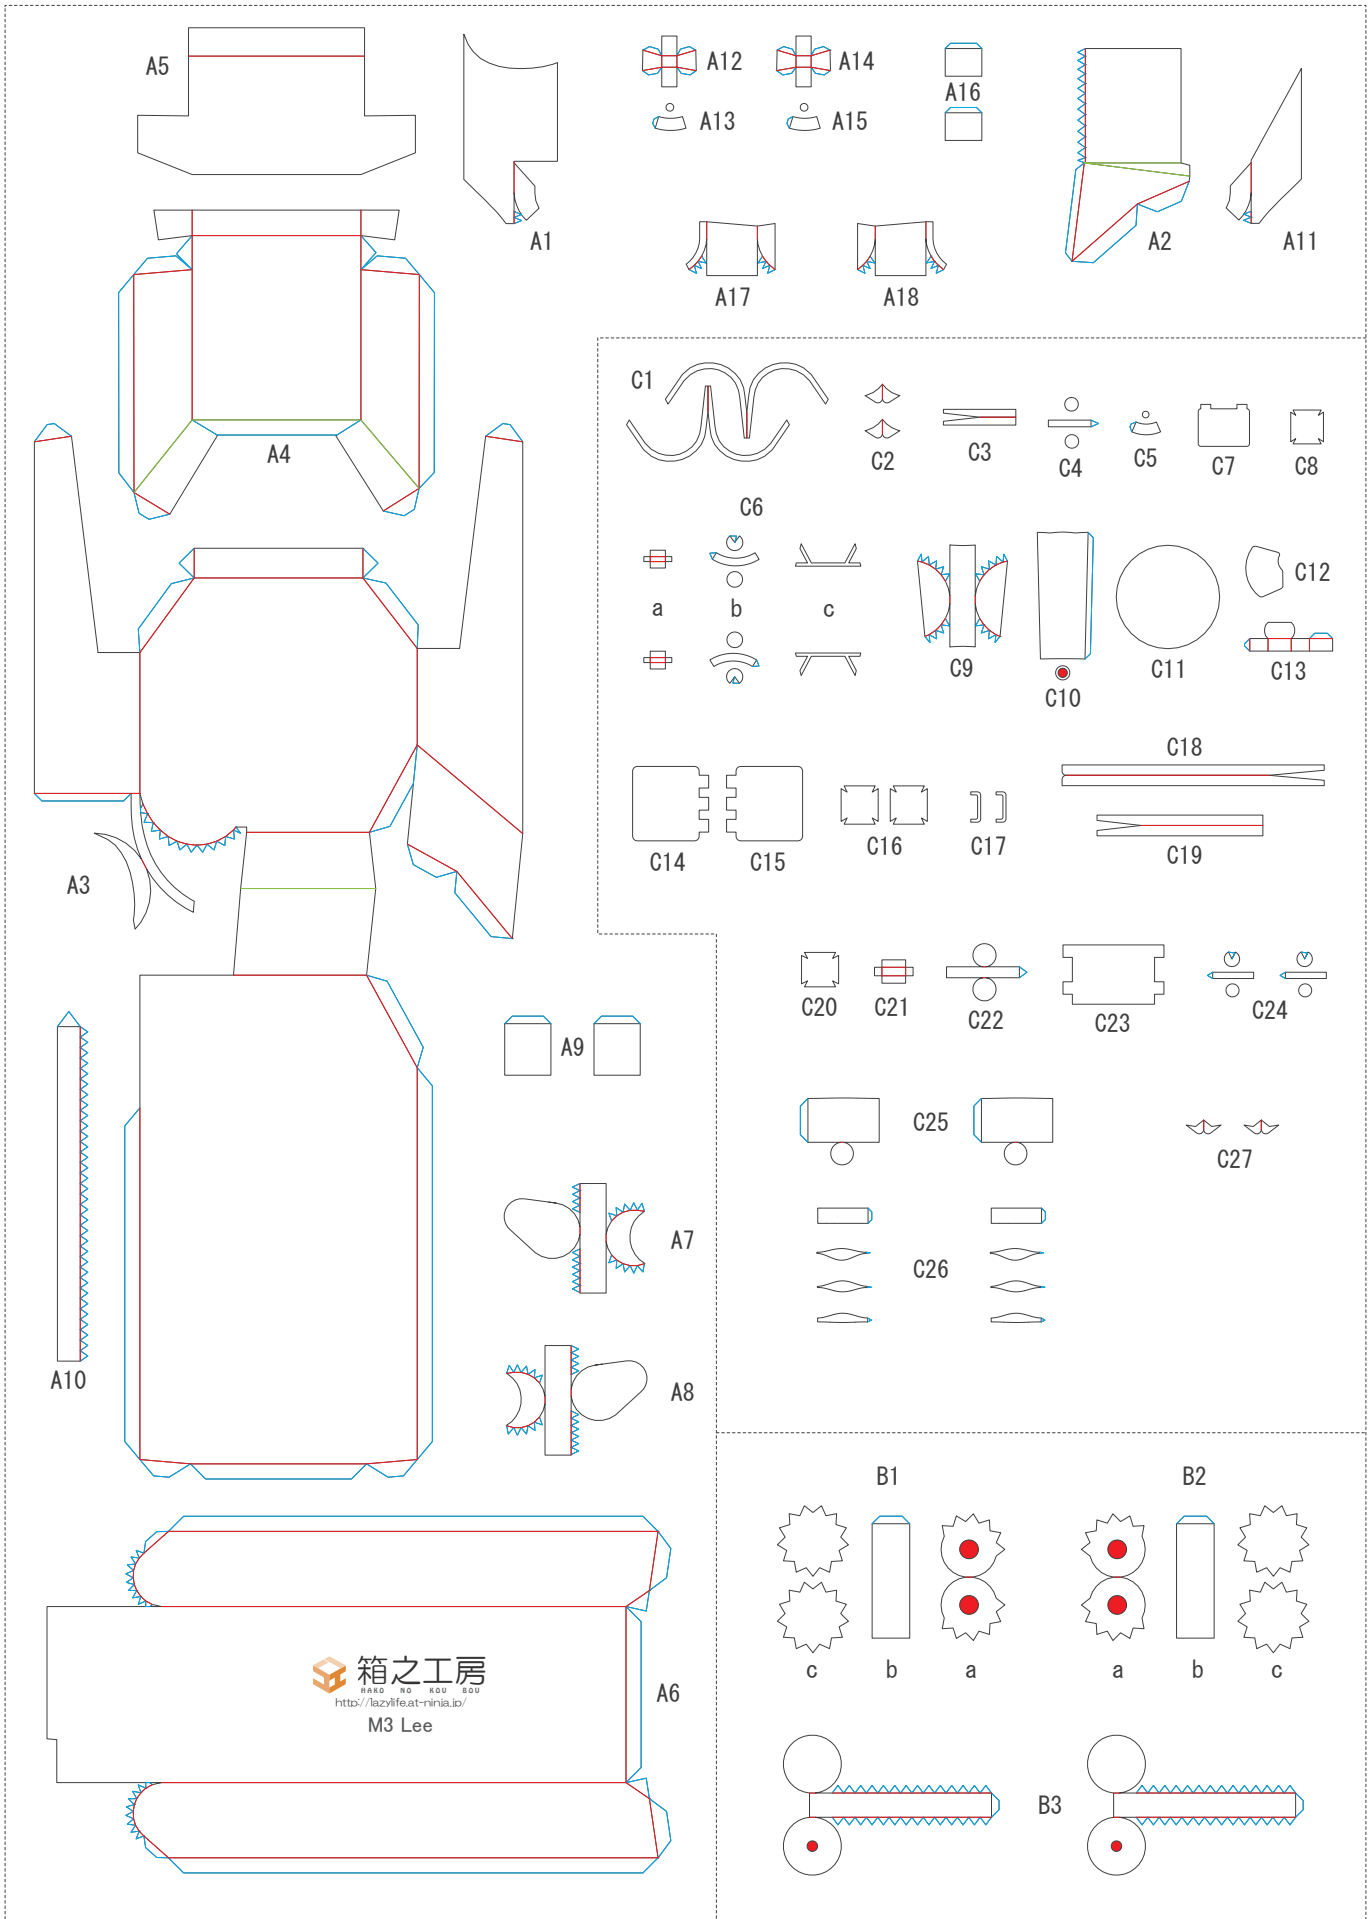 A5
A1
A12
A14
A13
A15
A16
A2
A11
A17
A18
A4
A3
A10
A9
A7
A8
C1
C2
C3
C4
C5
C7
C8
C6
a
b
c
C9
C10
C11
C12
C13
C14
C15
C16
C17
C18
C19
C20
C21
C22
C23
C24
C25
C26
C27
B1
B2
c
b
a
a
b
c
B3
箱之工房
HAKO NO KOU BOU
http://lazylife.at-ninja.jp/
M3 Lee
A6